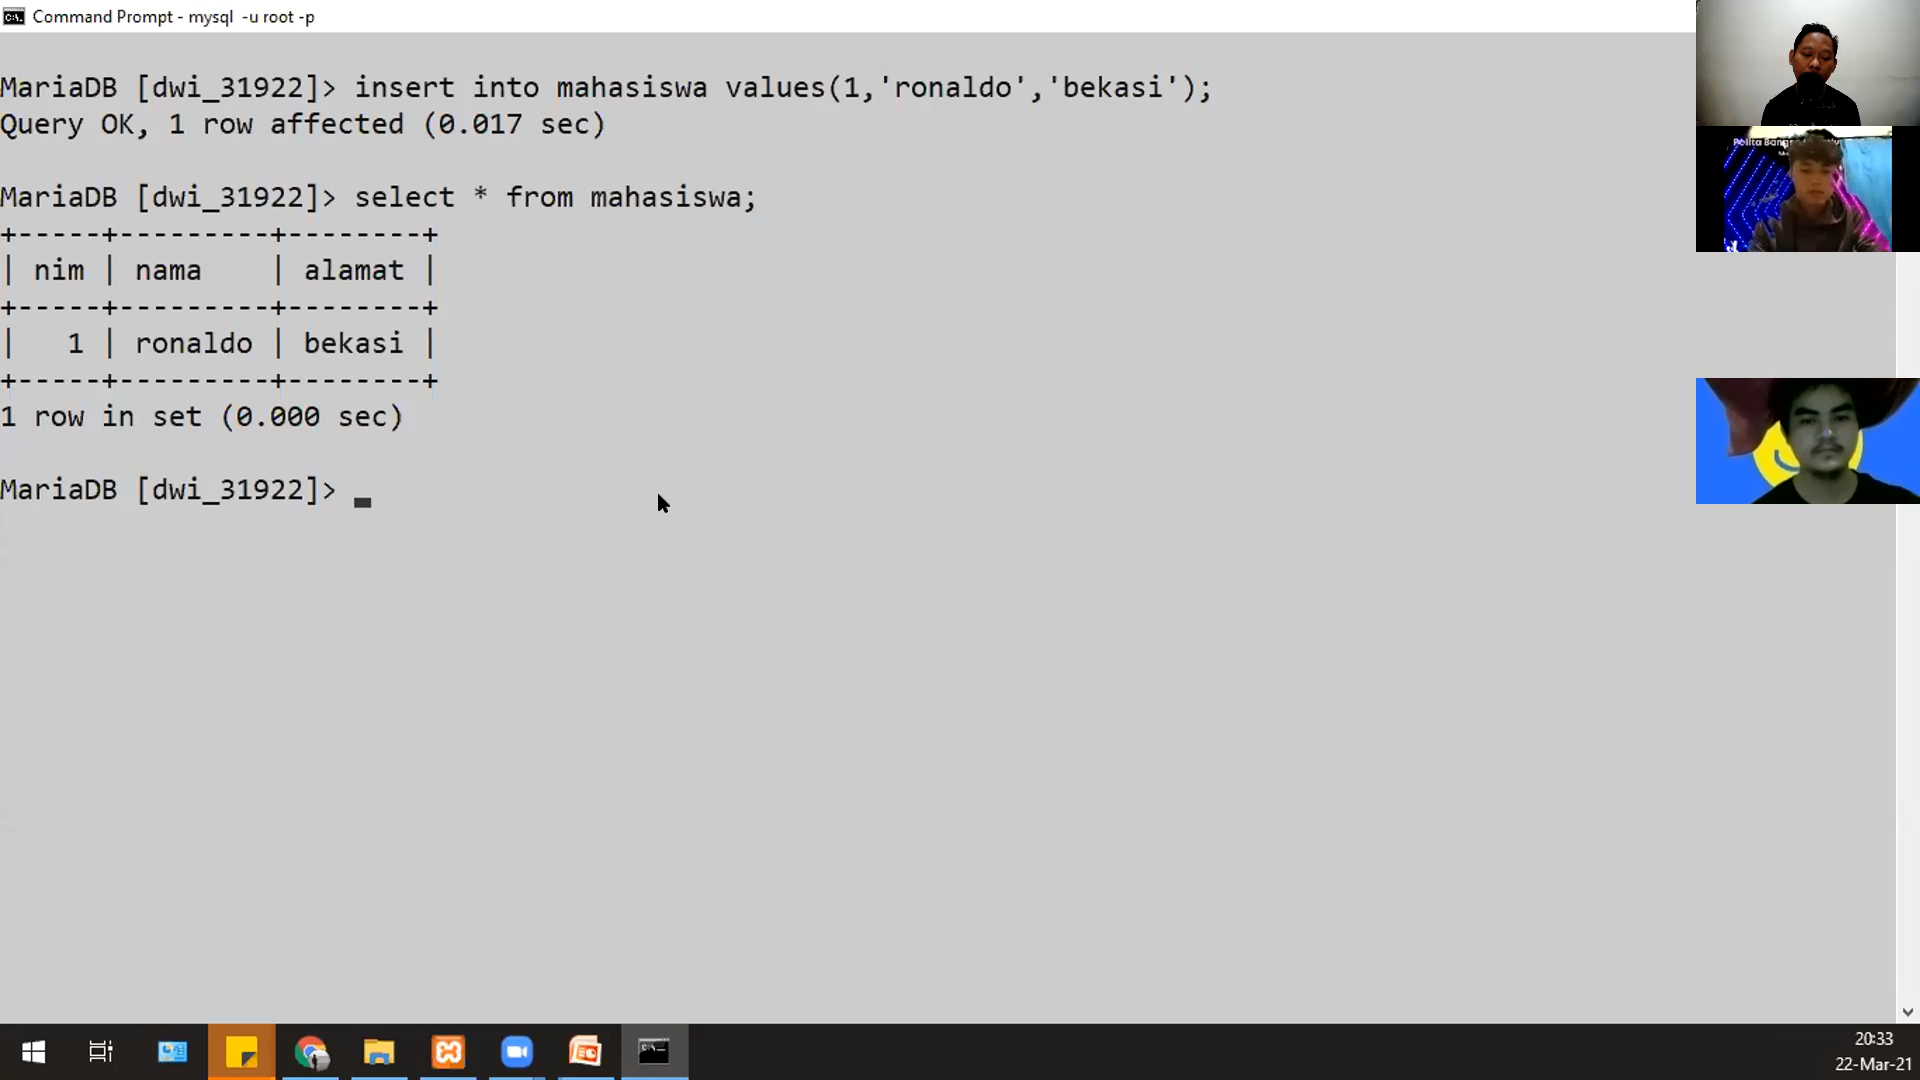 Command Prompt - mysql  -u root -p
MariaDB [dwi_31922]> insert into mahasiswa values(1,'ronaldo','bekasi');
Query OK, 1 row affected (0.017 sec)
MariaDB [dwi_31922]> select * from mahasiswa;
+-----+---------+--------+
| nim | nama    | alamat |
+-----+---------+--------+
|   1 | ronaldo | bekasi |
+-----+---------+--------+
1 row in set (0.000 sec)
MariaDB [dwi_31922]> _
Pelita
20:33
22-Mar-21